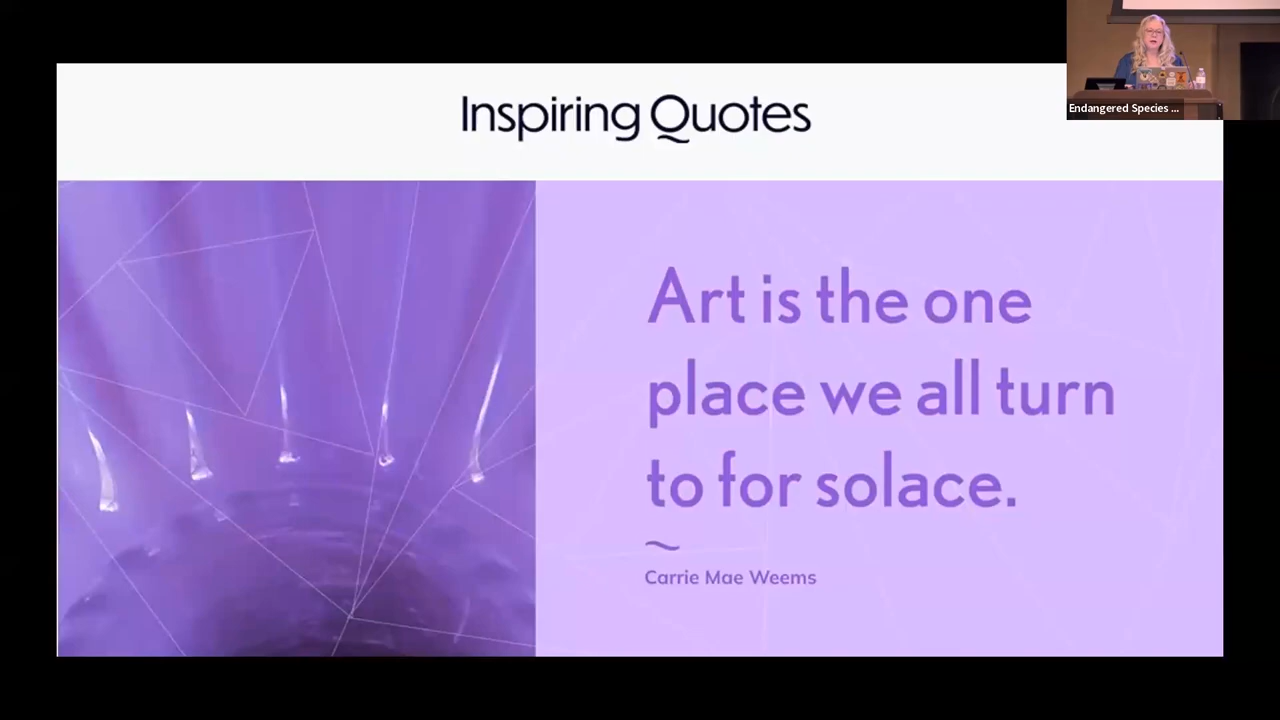 Inspiring Quotes
Endangered Species ...
Art is the one
place we all turn
to for solace.
~
Carrie Mae Weems